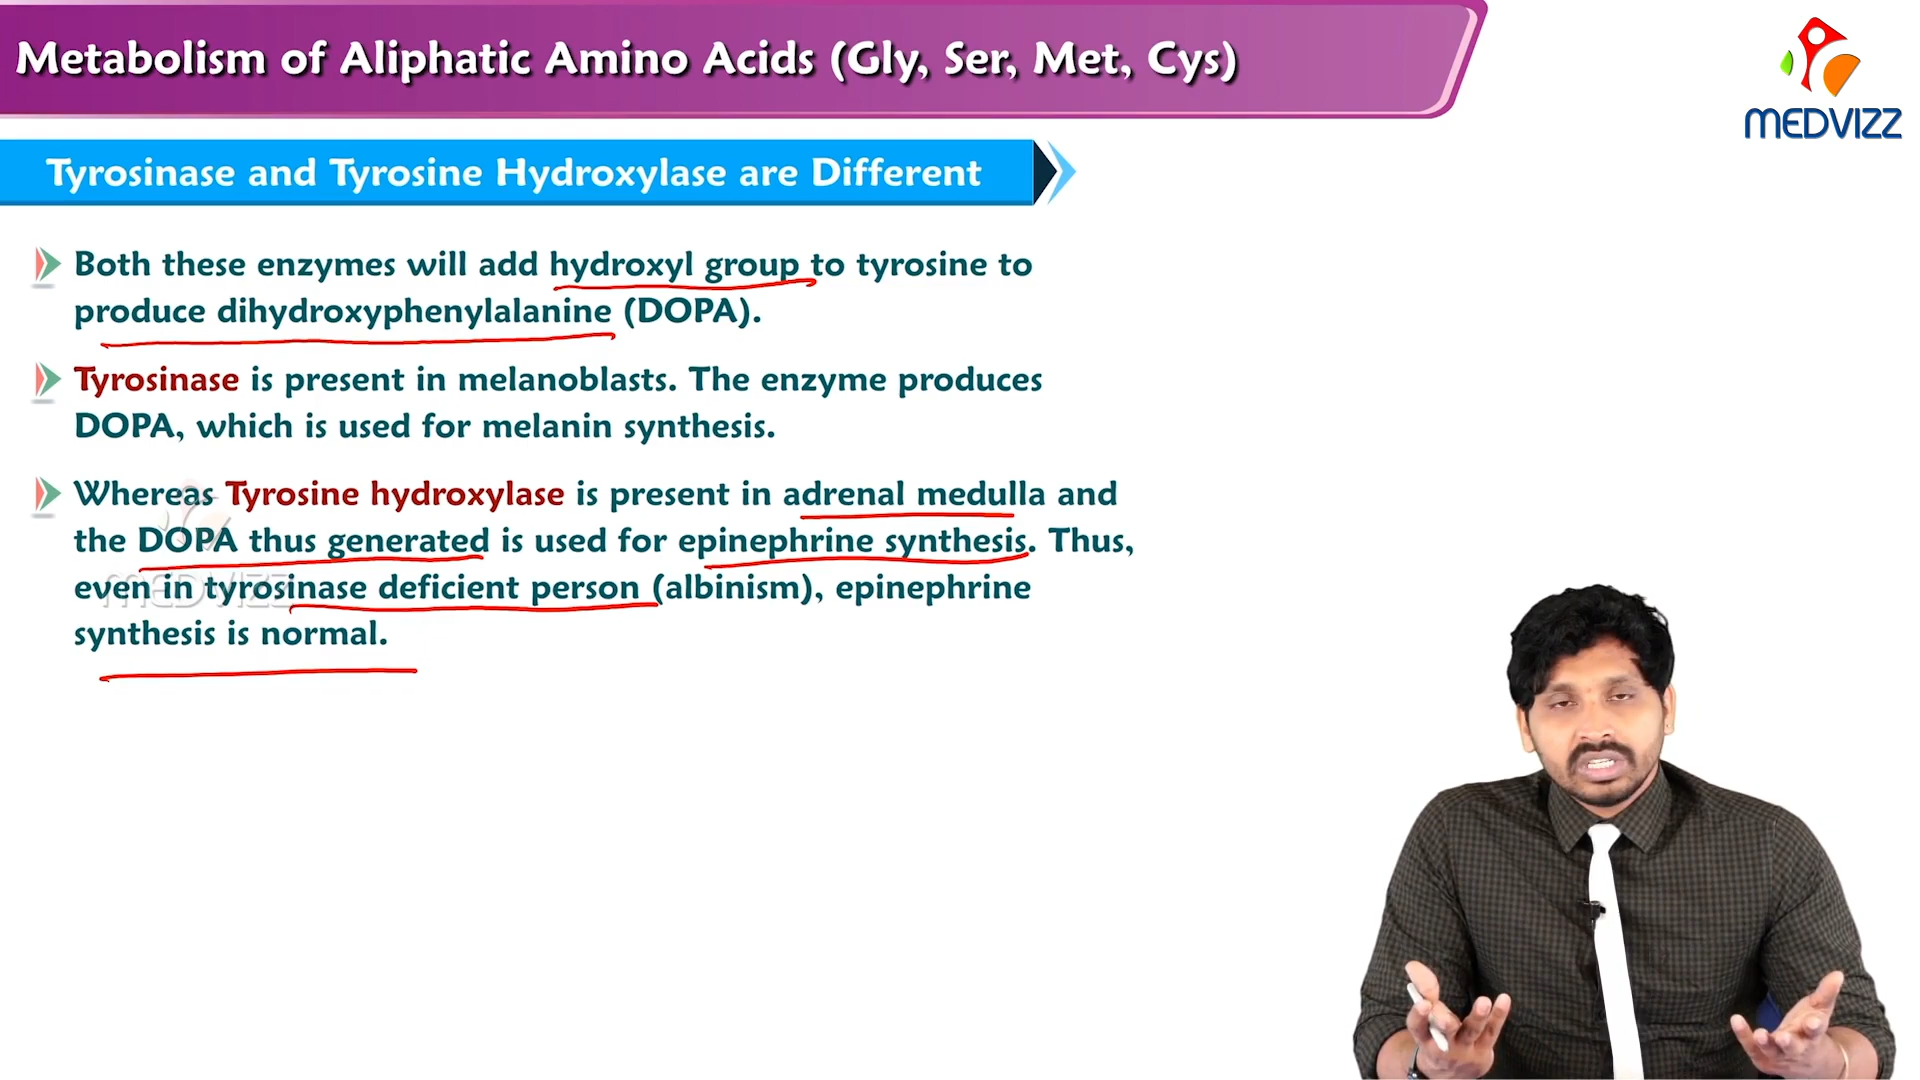 Metabolism of Aliphatic Amino Acids (Gly, Ser, Met, Cys)
MEDVIZZ
Tyrosinase and Tyrosine Hydroxylase are Different
Both these enzymes will add hydroxyl group to tyrosine to
produce dihydroxyphenylalanine (DOPA).
Tyrosinase is present in melanoblasts. The enzyme produces
DOPA, which is used for melanin synthesis.
Whereas Tyrosine hydroxylase is present in adrenal medulla and
the DOPA thus generated is used for epinephrine synthesis. Thus,
even in tyrosinase deficient person (albinism), epinephrine
synthesis is normal.
MEDVIZZ